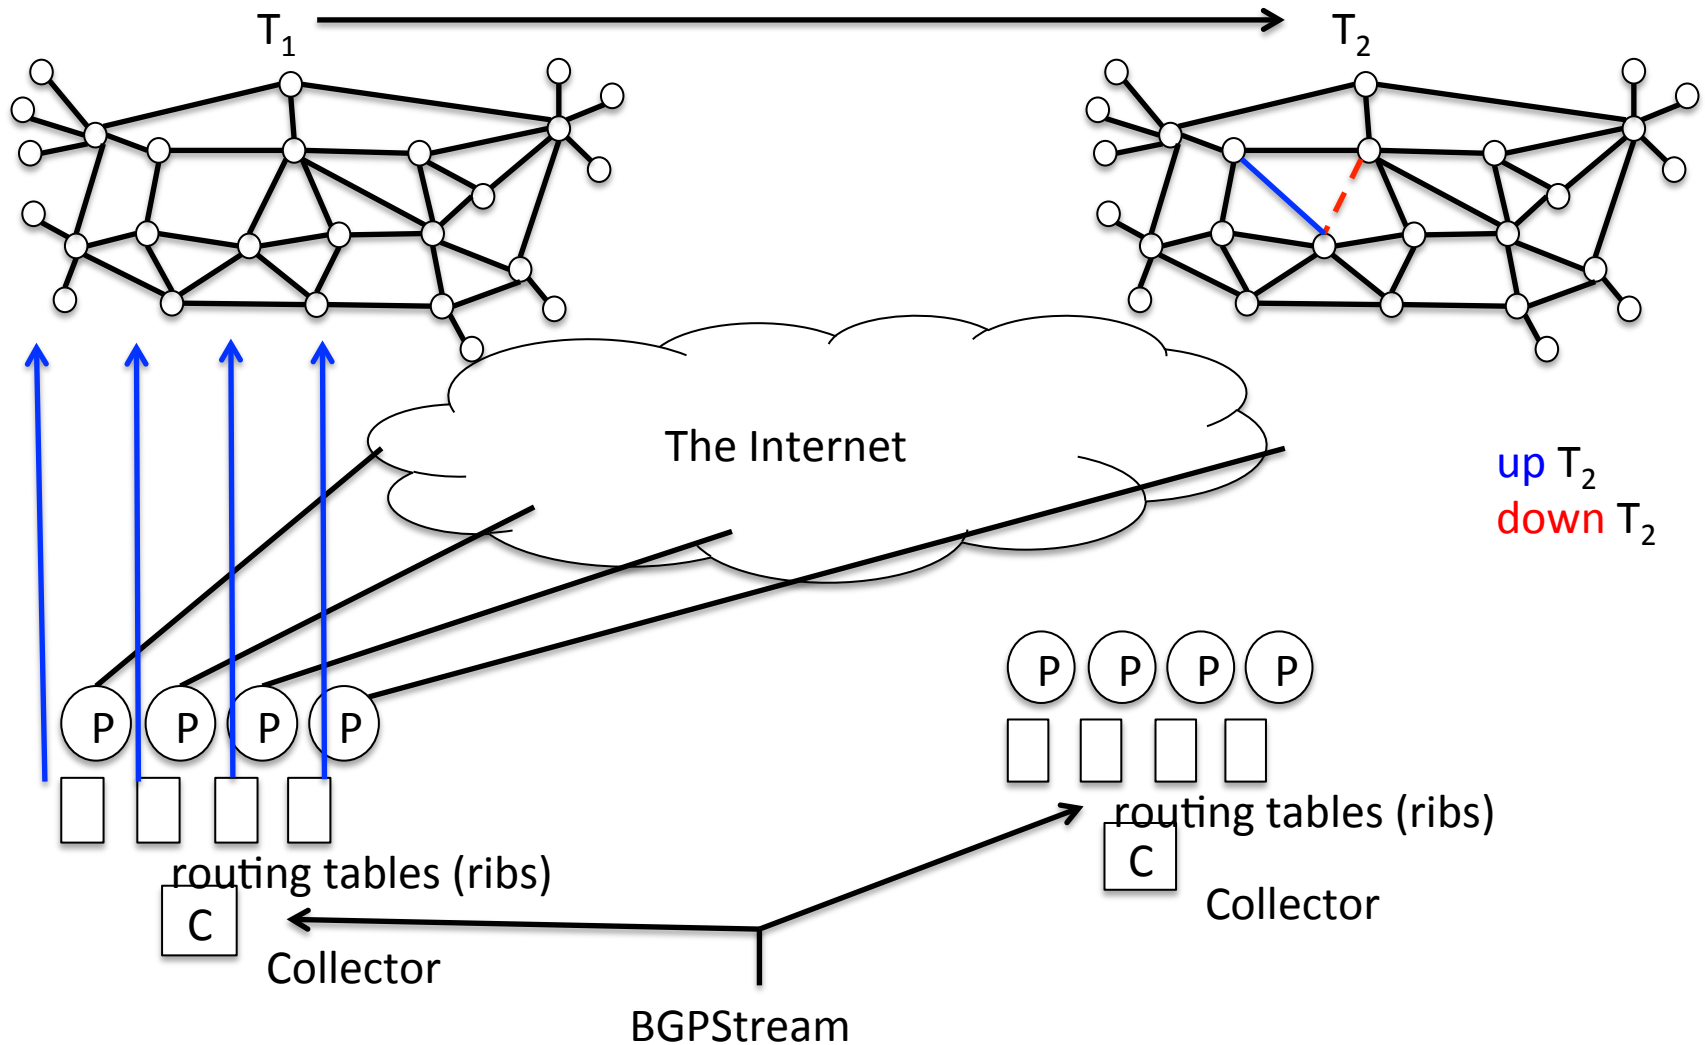 T₁
T₂
The Internet
up T₂
down T₂
P P P P
P P P P
routing tables (ribs)
C
Collector
routing tables (ribs)
C
Collector
BGPStream